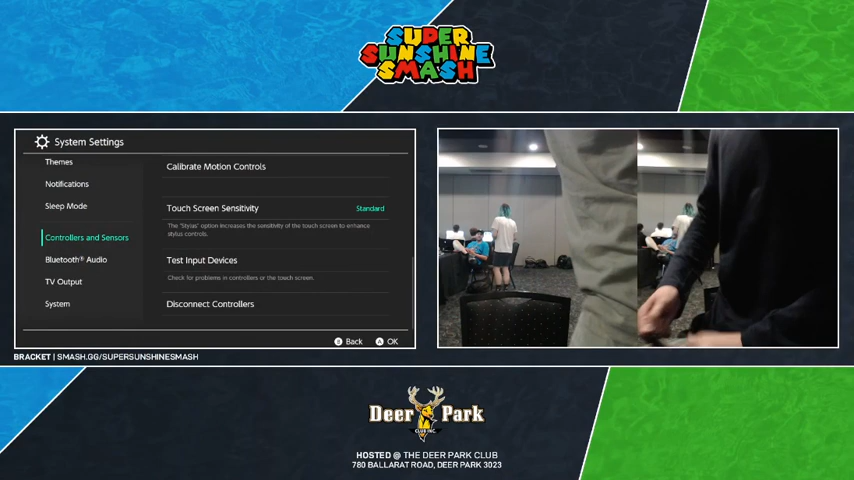 SUPER
SUNSHINE
SMASH
System Settings
Themes
Notifications
Sleep Mode
Controllers and Sensors
Bluetooth® Audio
TV Output
System
Calibrate Motion Controls
Touch Screen Sensitivity Standard
The "Stylus" option increases the sensitivity of the touch screen to enhance
stylus controls.
Test Input Devices
Check for problems in controllers or the touch screen.
Disconnect Controllers
B Back A OK
BRACKET | SMASH.GG/SUPERSUNSHINESMASH
Deer Park
CLUB INC.
HOSTED @ THE DEER PARK CLUB
780 BALLARAT ROAD, DEER PARK 3023